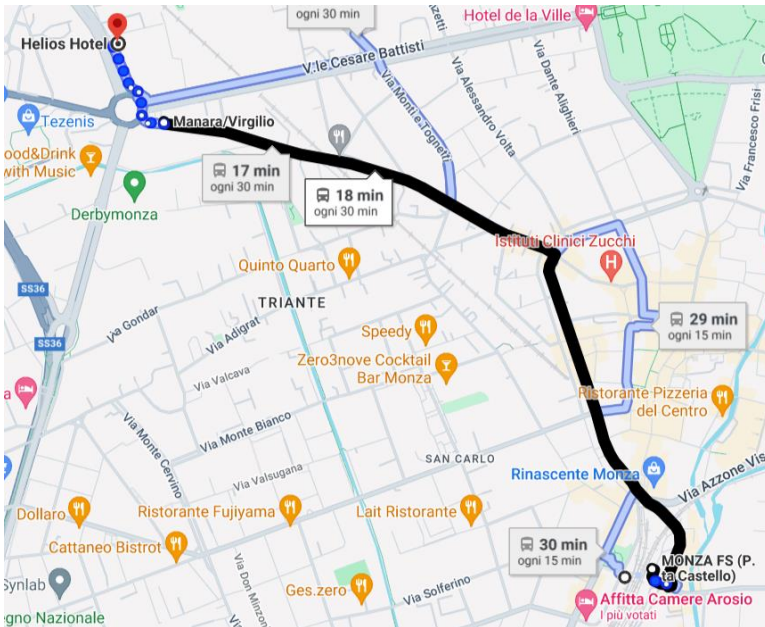 ogni 30 min
Hotel de la Ville
Helios Hotel
V.le Cesare Battisti
Via Dante Alighieri
Via Alessandro Volta
Via Monti e Tognetti
Via Francesco Frisi
Tezenis
Manara/Virgilio
ood&Drink
with Music
17 min
ogni 30 min
18 min
ogni 30 min
Derbymonza
Istituti Clinici Zucchi
H
Quinto Quarto
SS36
TRIANTE
Via Gondar
Via Adigrat
Speedy
29 min
ogni 15 min
SS36
Zero3nove Cocktail
Bar Monza
Via Valcava
a
Ristorante Pizzeria
del Centro
Via Monte Bianco
Via Monte Cervino
SAN CARLO
Via Valsugana
Rinascente Monza
Via Azzone Vis
Dollaro
Ristorante Fujiyama
Lait Ristorante
Cattaneo Bistrot
30 min
ogni 15 min
MONZA FS (P.
ta Castello)
Synlab
Via Don Minzon
Via Solferino
Ges.zero
Affitta Camere Arosio
I più votati
egno Nazionale